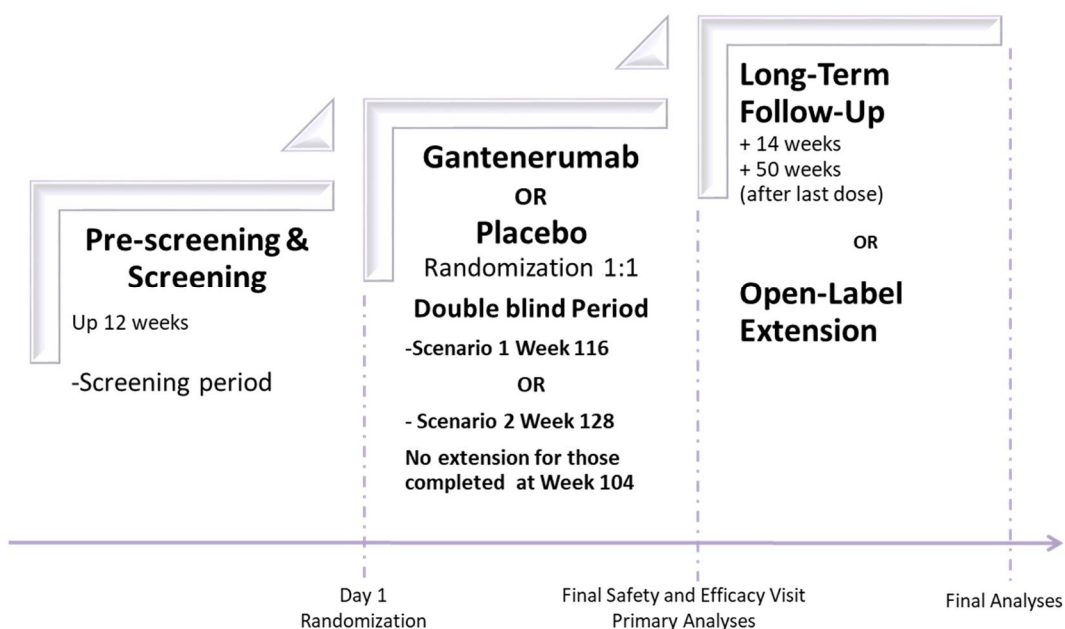 Pre-screening &
Screening
Up 12 weeks
-Screening period
Gantenerumab
OR
Placebo
Randomization 1:1
Double blind Period
-Scenario 1 Week 116
OR
- Scenario 2 Week 128
No extension for those
completed at Week 104
Long-Term
Follow-Up
+ 14 weeks
+ 50 weeks
(after last dose)
OR
Open-Label
Extension
Day 1
Randomization
Final Safety and Efficacy Visit
Primary Analyses
Final Analyses